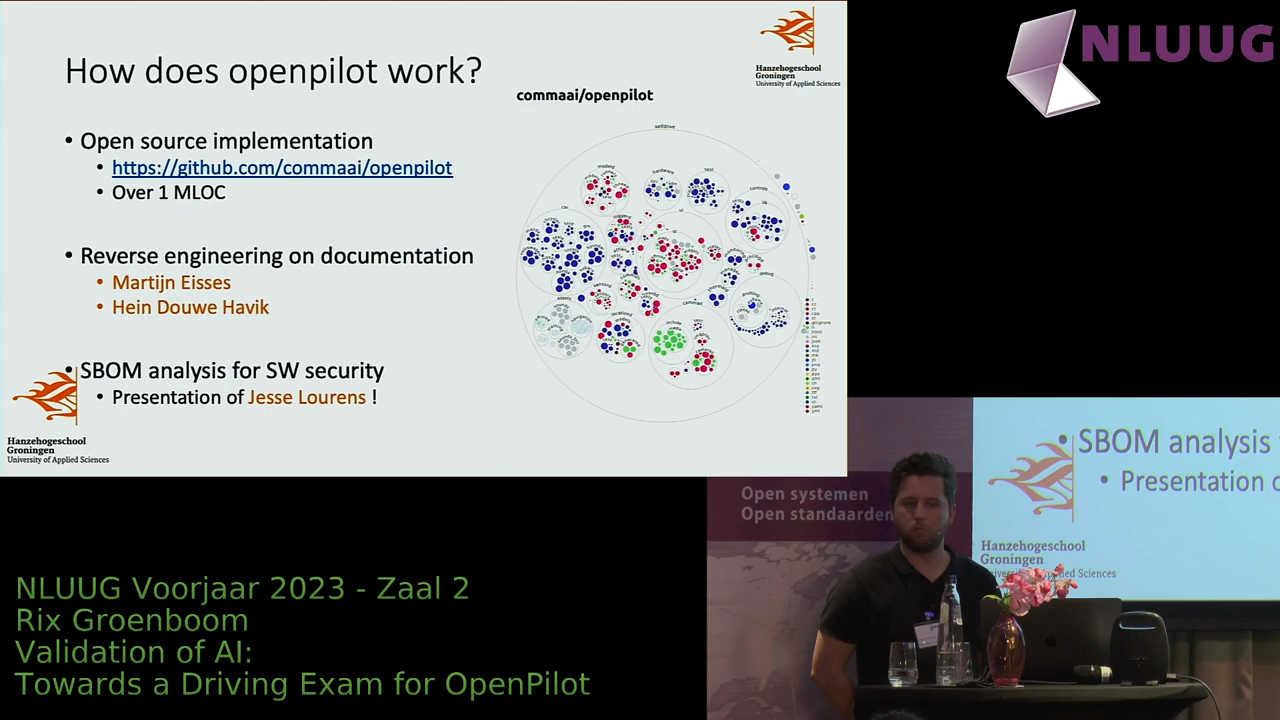 How does openpilot work?
Hanzehogeschool
Groningen
University of Applied Sciences
commaai/openpilot
• Open source implementation
• https://github.com/commaai/openpilot
• Over 1 MLOC
• Reverse engineering on documentation
• Martijn Eisses
• Hein Douwe Havik
• SBOM analysis for SW security
• Presentation of Jesse Lourens !
Hanzehogeschool
Groningen
University of Applied Sciences
selfdrive
NLUUG
Open systemen
Open standaarden
• SBOM analysis
• Presentation
Hanzehogeschool
Groningen
NLUUG Voorjaar 2023 - Zaal 2
Rix Groenboom
Validation of AI:
Towards a Driving Exam for OpenPilot